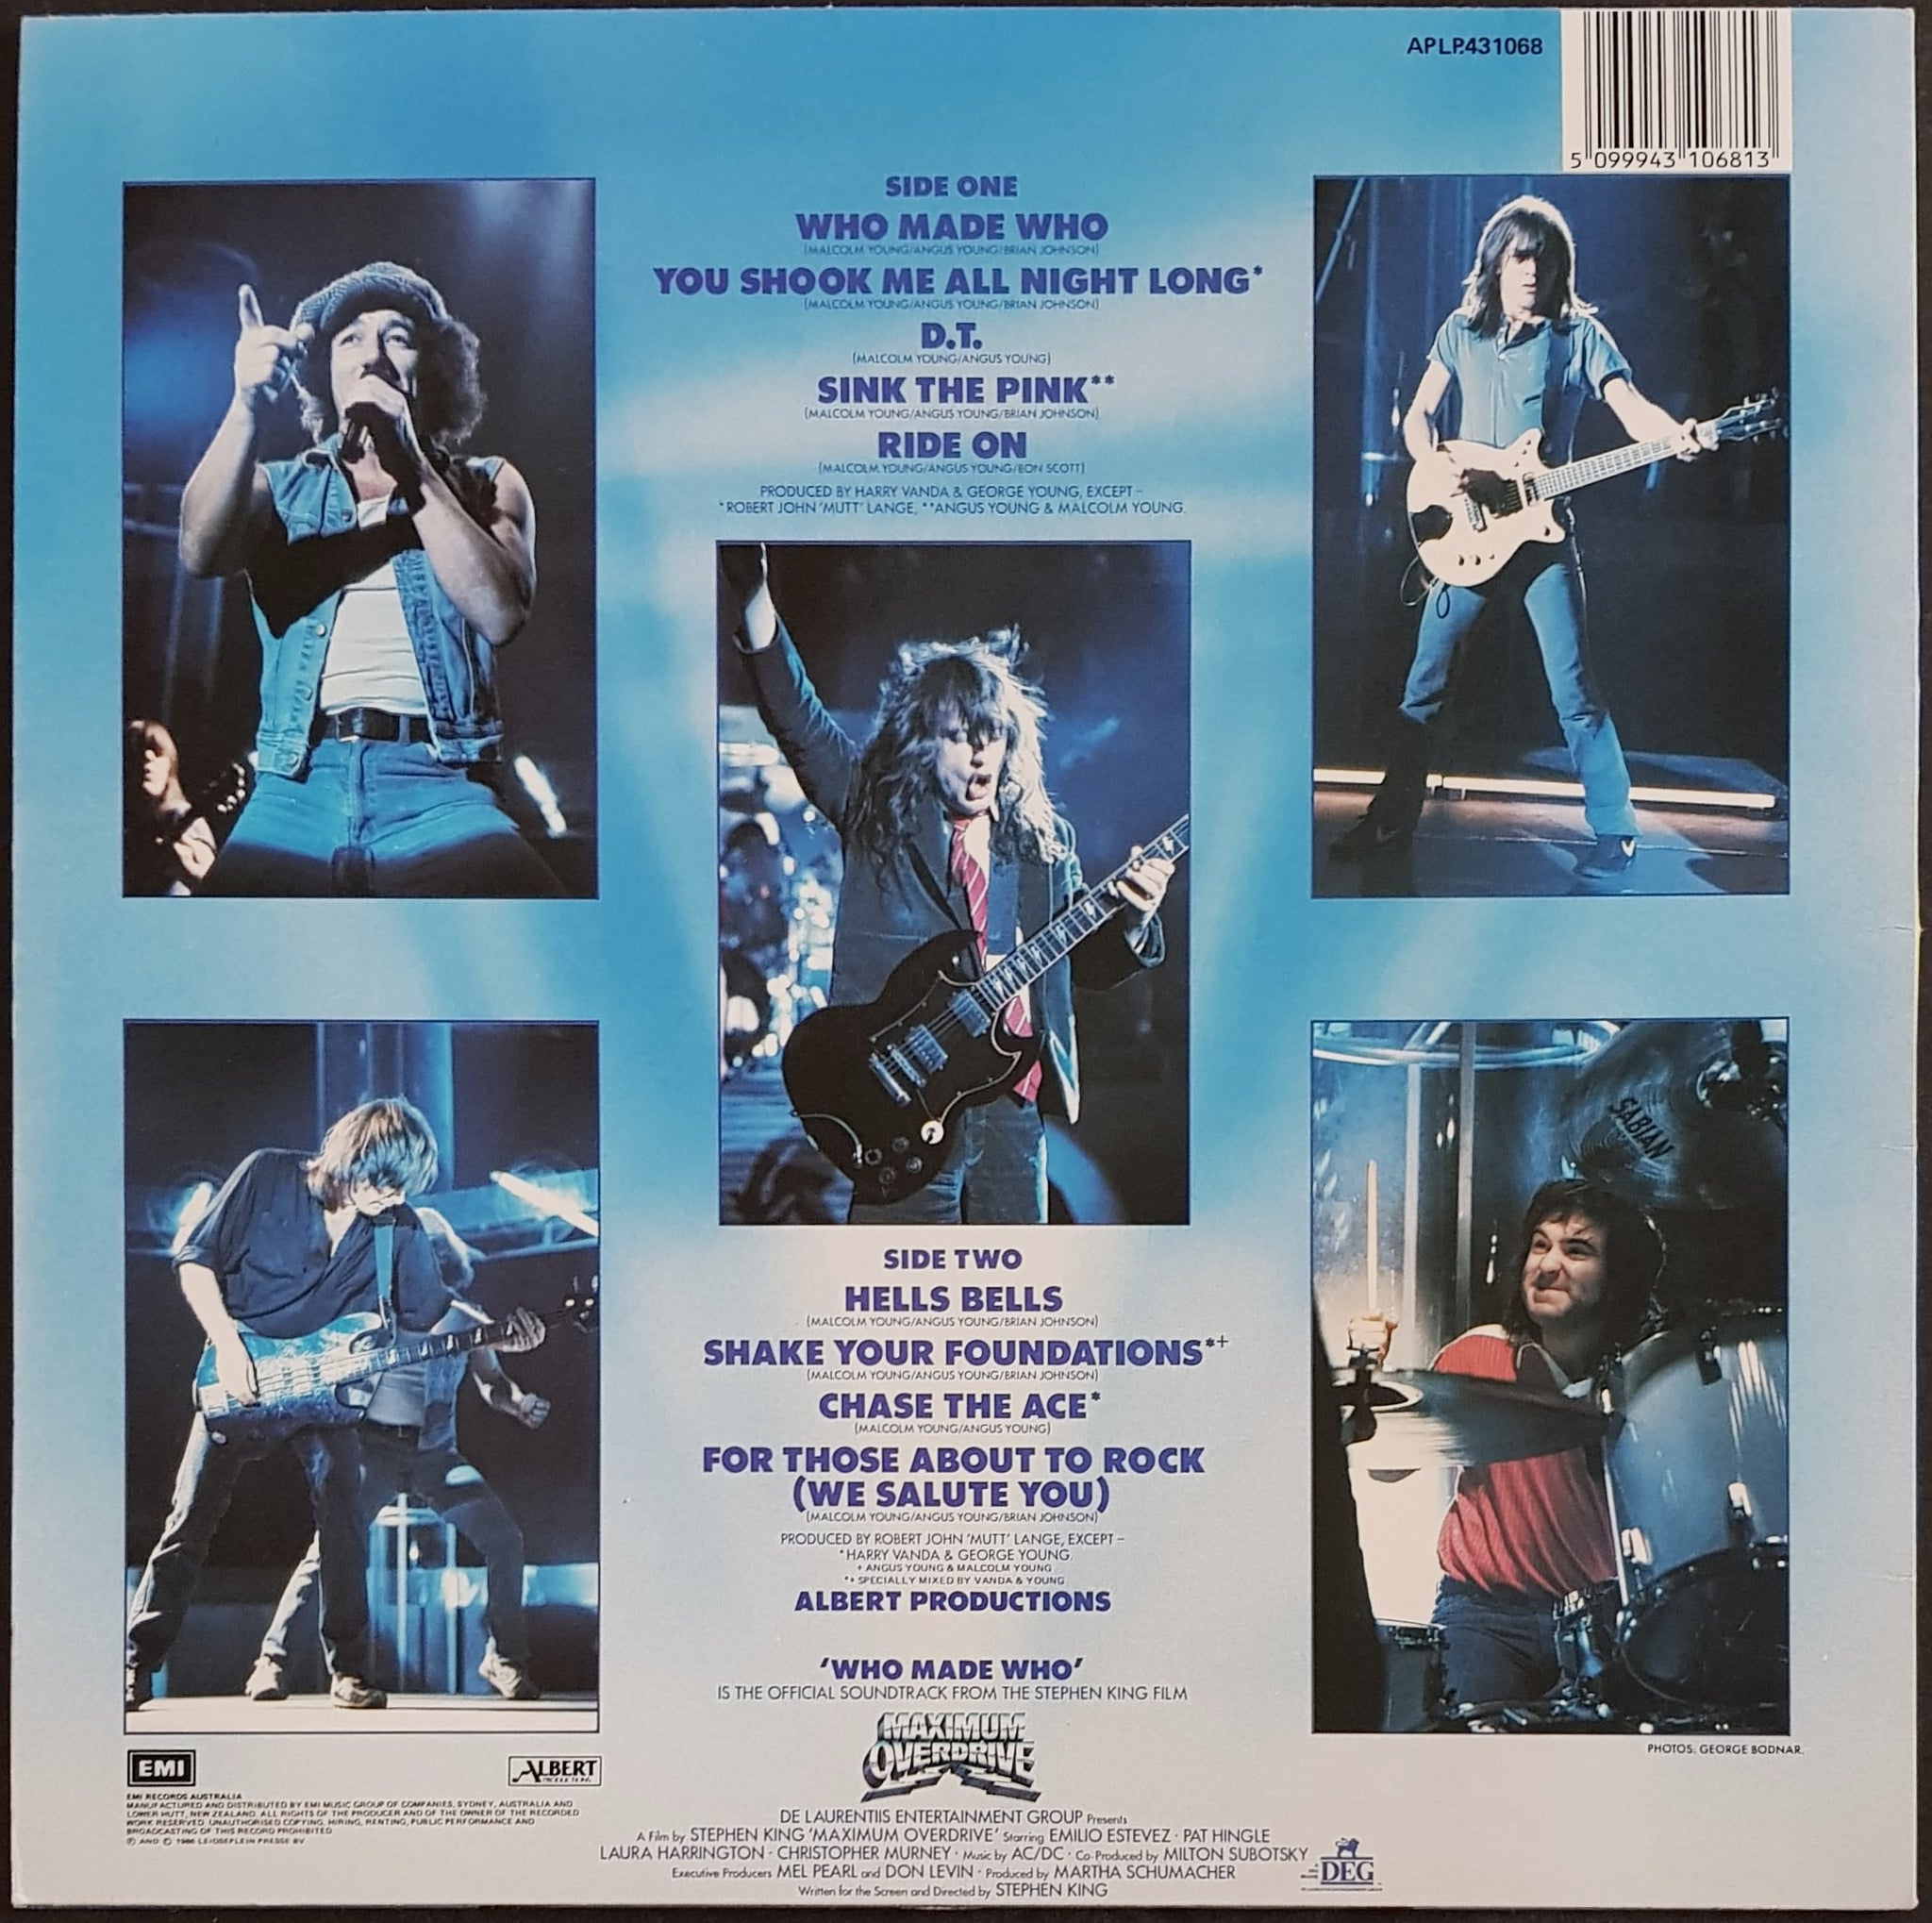 APLP.431068
5 099943 106813
SIDE ONE
WHO MADE WHO
(MALCOLM YOUNG/ANGUS YOUNG/BRIAN JOHNSON)
YOU SHOOK ME ALL NIGHT LONG*
(MALCOLM YOUNG/ANGUS YOUNG/BRIAN JOHNSON)
D.T.
(MALCOLM YOUNG/ANGUS YOUNG)
SINK THE PINK**
(MALCOLM YOUNG/ANGUS YOUNG/BRIAN JOHNSON)
RIDE ON
(MALCOLM YOUNG/ANGUS YOUNG/BON SCOTT)
PRODUCED BY HARRY VANDA & GEORGE YOUNG, EXCEPT –
*ROBERT JOHN 'MUTT' LANGE, **ANGUS YOUNG & MALCOLM YOUNG.
SABIAN
SIDE TWO
HELLS BELLS
(MALCOLM YOUNG/ANGUS YOUNG/BRIAN JOHNSON)
SHAKE YOUR FOUNDATIONS*+
(MALCOLM YOUNG/ANGUS YOUNG/BRIAN JOHNSON)
CHASE THE ACE*
(MALCOLM YOUNG/ANGUS YOUNG)
FOR THOSE ABOUT TO ROCK
(WE SALUTE YOU)
(MALCOLM YOUNG/ANGUS YOUNG/BRIAN JOHNSON)
PRODUCED BY ROBERT JOHN 'MUTT' LANGE, EXCEPT –
*HARRY VANDA & GEORGE YOUNG.
+ ANGUS YOUNG & MALCOLM YOUNG
*+ SPECIALLY MIXED BY VANDA & YOUNG
ALBERT PRODUCTIONS
'WHO MADE WHO'
IS THE OFFICIAL SOUNDTRACK FROM THE STEPHEN KING FILM
MAXIMUM
OVERDRIVE
PHOTOS: GEORGE BODNAR.
EMI
ALBERT
PRODUCTIONS
EMI RECORDS AUSTRALIA
MANUFACTURED AND DISTRIBUTED BY EMI MUSIC GROUP OF COMPANIES, SYDNEY, AUSTRALIA AND
LOWER HUTT, NEW ZEALAND. ALL RIGHTS OF THE PRODUCER AND OF THE OWNER OF THE RECORDED
WORK RESERVED. UNAUTHORISED COPYING, HIRING, RENTING, PUBLIC PERFORMANCE AND
BROADCASTING OF THIS RECORD PROHIBITED.
℗ AND © 1986 LEIDSEPLEIN PRESSE BV
DE LAURENTIIS ENTERTAINMENT GROUP Presents
A Film by STEPHEN KING 'MAXIMUM OVERDRIVE' Starring EMILIO ESTEVEZ · PAT HINGLE
LAURA HARRINGTON · CHRISTOPHER MURNEY · Music by AC/DC · Co-Produced by MILTON SUBOTSKY
Executive Producers MEL PEARL and DON LEVIN · Produced by MARTHA SCHUMACHER
Written for the Screen and Directed by STEPHEN KING
DEG